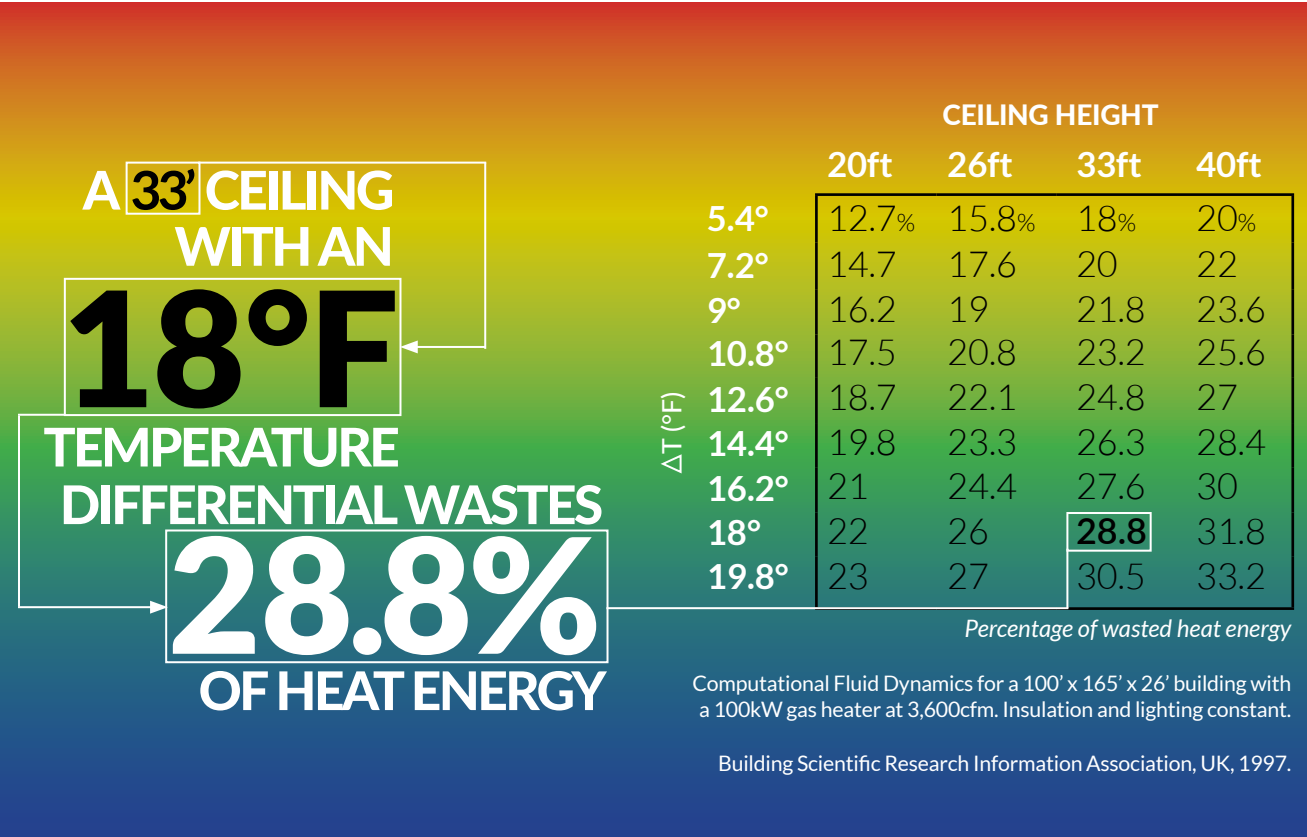 A 33’ CEILING
WITH AN
18°F
TEMPERATURE
DIFFERENTIAL WASTES
28.8%
OF HEAT ENERGY
CEILING HEIGHT
20ft 26ft 33ft 40ft
ΔT (°F)
5.4° 12.7% 15.8% 18% 20%
7.2° 14.7 17.6 20 22
9° 16.2 19 21.8 23.6
10.8° 17.5 20.8 23.2 25.6
12.6° 18.7 22.1 24.8 27
14.4° 19.8 23.3 26.3 28.4
16.2° 21 24.4 27.6 30
18° 22 26 28.8 31.8
19.8° 23 27 30.5 33.2
Percentage of wasted heat energy
Computational Fluid Dynamics for a 100’ x 165’ x 26’ building with
a 100kW gas heater at 3,600cfm. Insulation and lighting constant.
Building Scientific Research Information Association, UK, 1997.